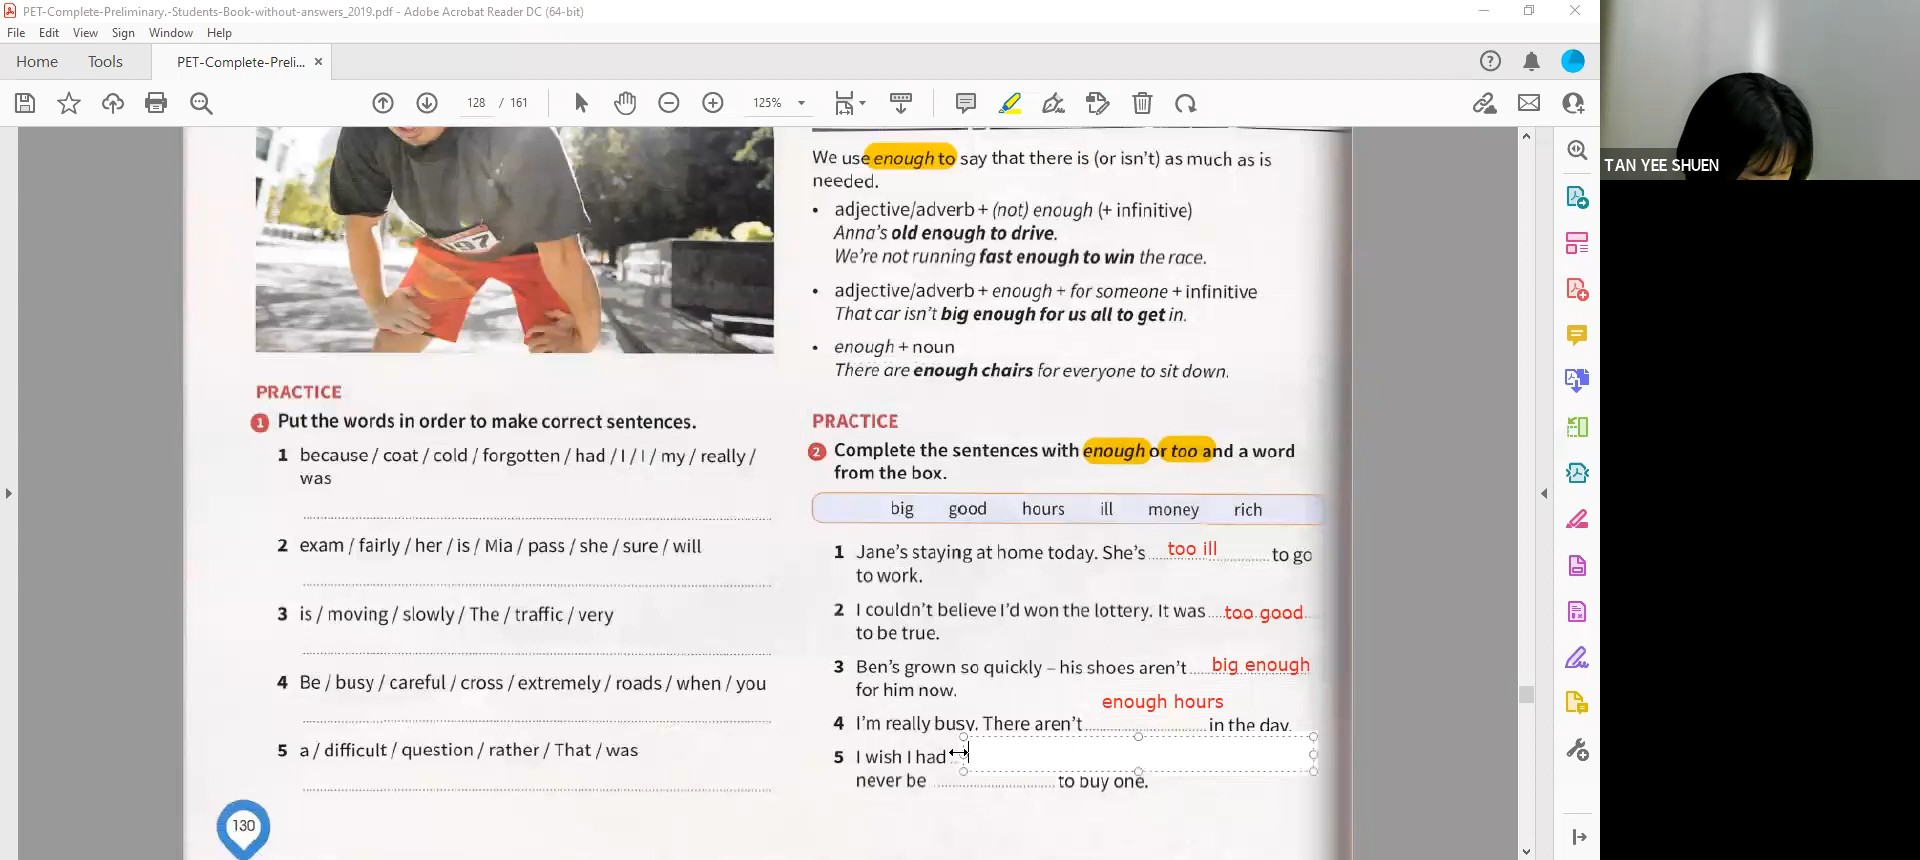 PET-Complete-Preliminary.-Students-Book-without-answers_2019.pdf - Adobe Acrobat Reader DC (64-bit)
File Edit View Sign Window Help
Home Tools PET-Complete-Preli... ×
128 / 161 125%
TAN YEE SHUEN
197
PRACTICE
1 Put the words in order to make correct sentences.
1 because / coat / cold / forgotten / had / I / I / my / really /
was
2 exam / fairly / her / is / Mia / pass / she / sure / will
3 is / moving / slowly / The / traffic / very
4 Be / busy / careful / cross / extremely / roads / when / you
5 a / difficult / question / rather / That / was
130
We use enough to say that there is (or isn't) as much as is
needed.
• adjective/adverb + (not) enough (+ infinitive)
Anna's old enough to drive.
We're not running fast enough to win the race.
• adjective/adverb + enough + for someone + infinitive
That car isn't big enough for us all to get in.
• enough + noun
There are enough chairs for everyone to sit down.
PRACTICE
2 Complete the sentences with enough or too and a word
from the box.
big good hours ill money rich
1 Jane's staying at home today. She's too ill to go
to work.
2 I couldn't believe I'd won the lottery. It was too good
to be true.
3 Ben's grown so quickly – his shoes aren't big enough
for him now.
enough hours
4 I'm really busy. There aren't in the day.
5 I wish I had
never be to buy one.